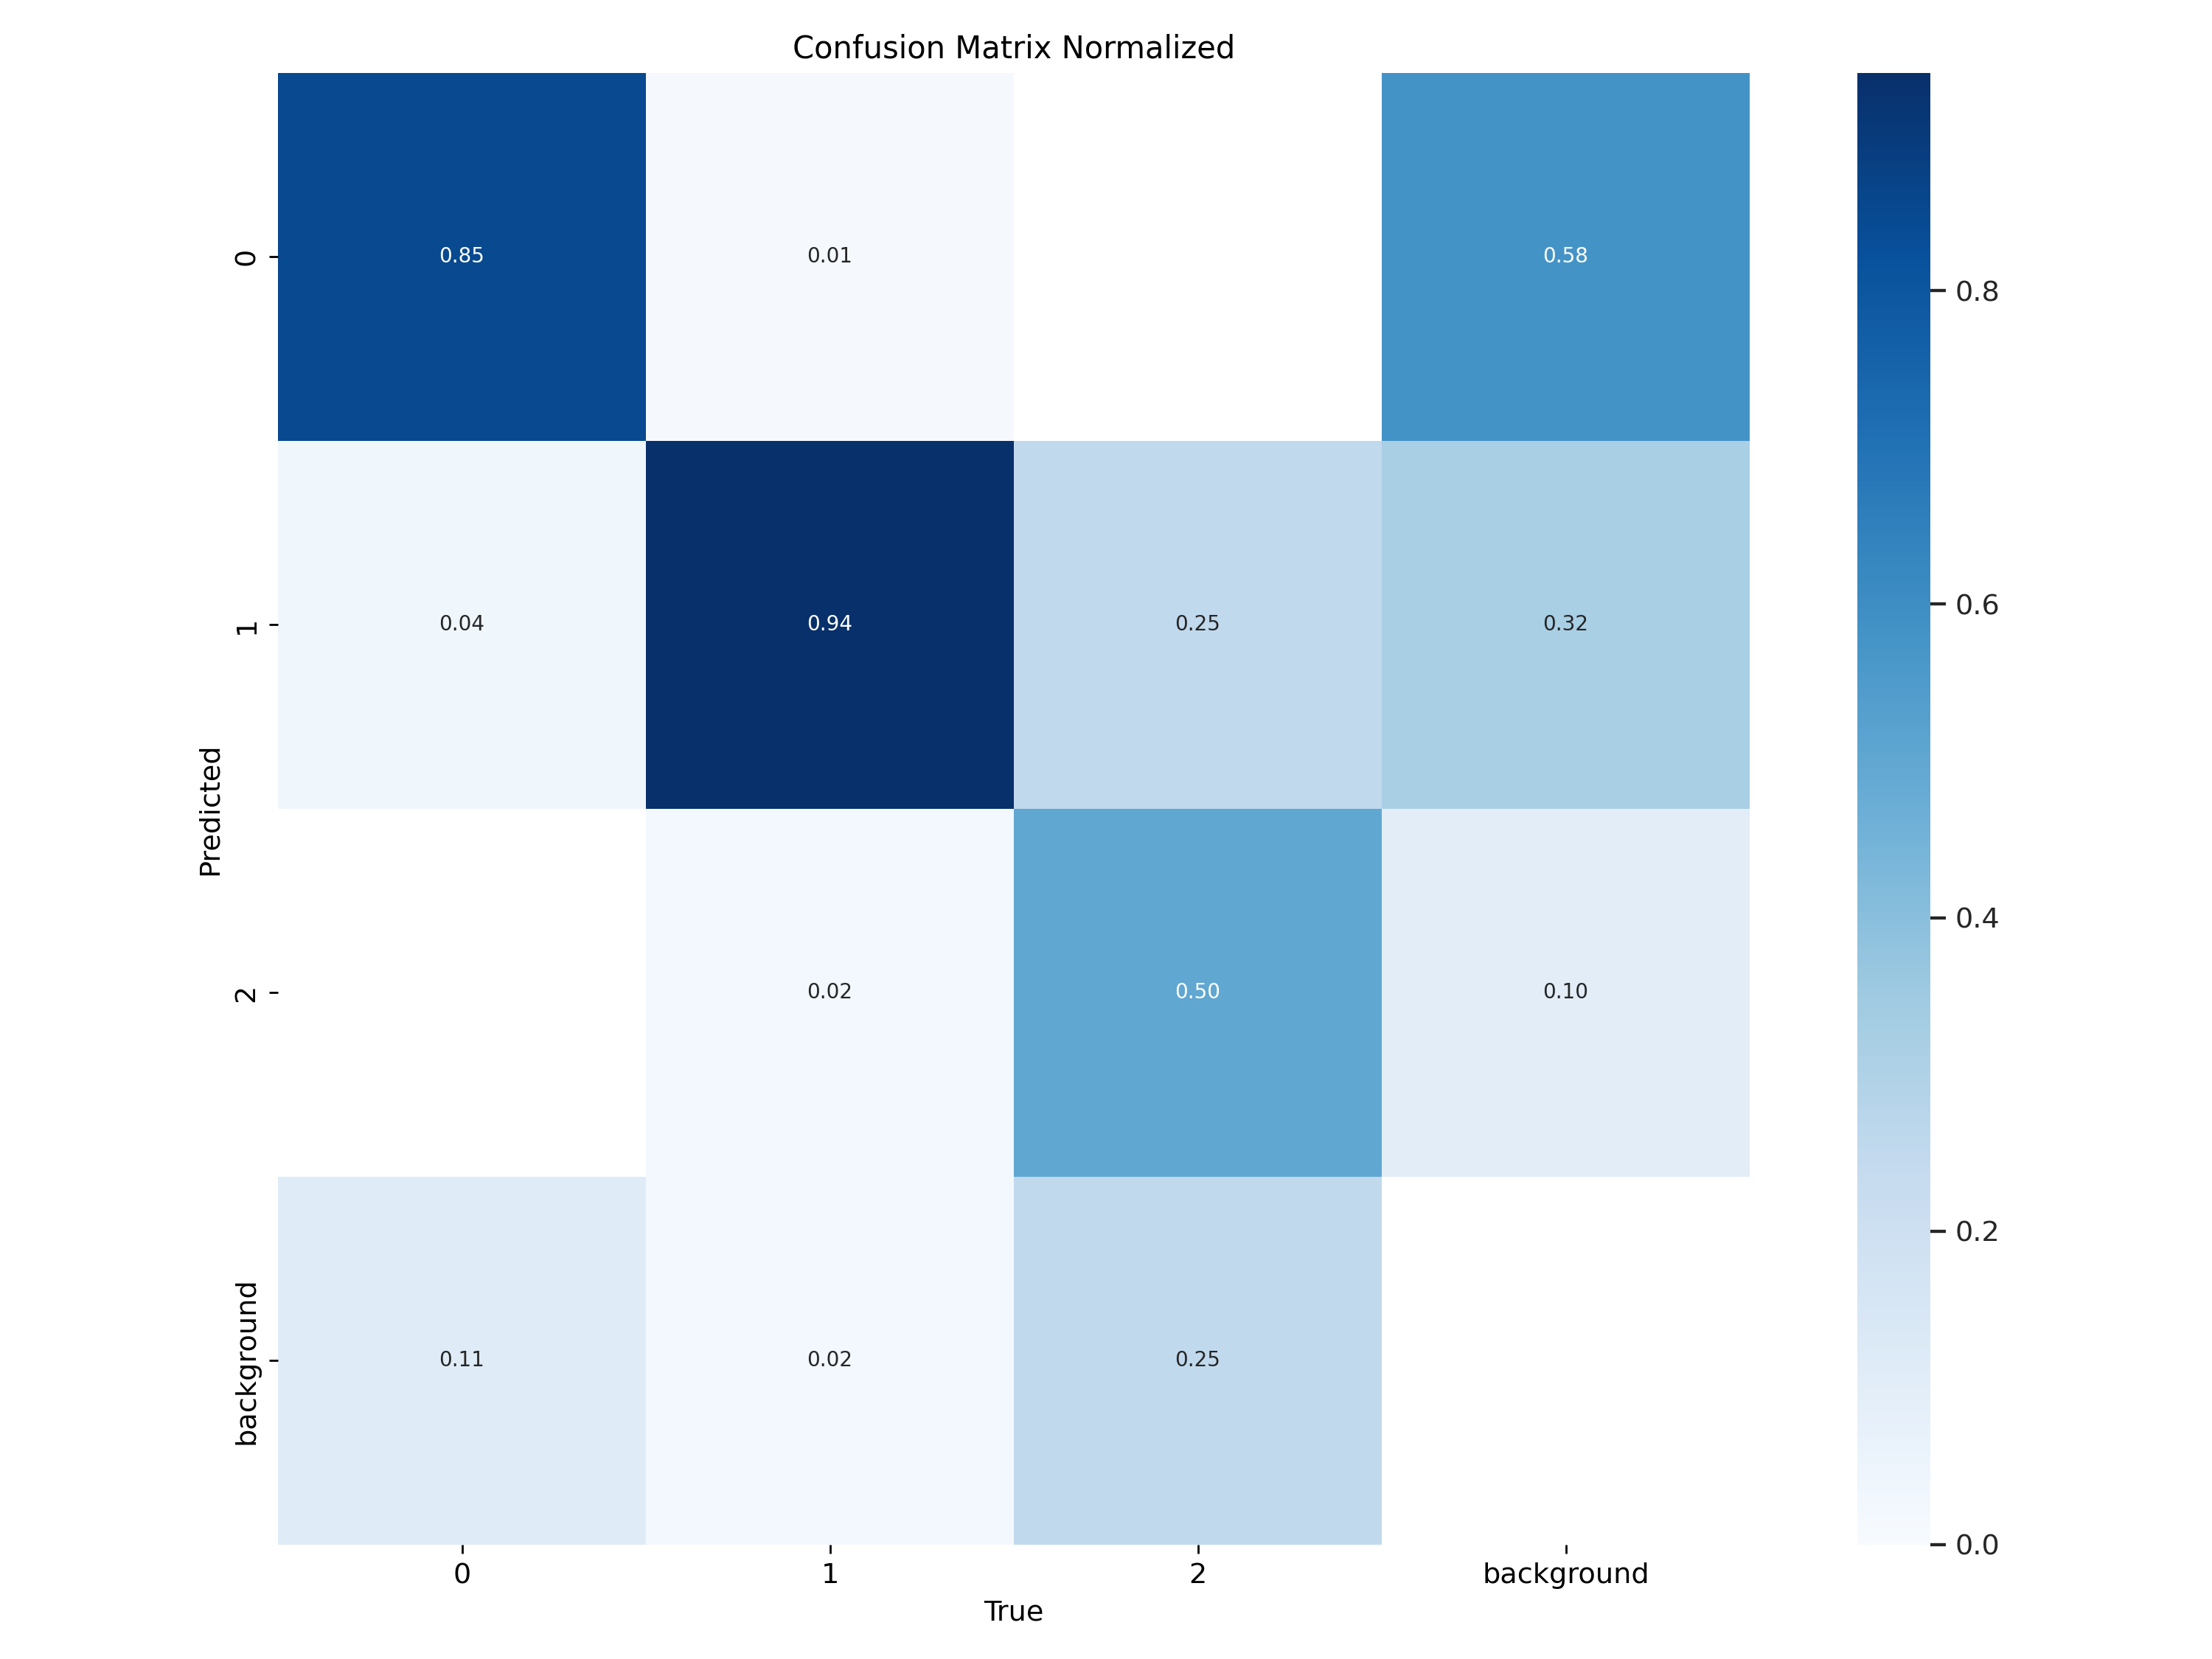 Confusion Matrix Normalized
0 0.85 0.01 0.58
1 0.04 0.94 0.25 0.32
2 0.02 0.50 0.10
background 0.11 0.02 0.25
Predicted
0 1 2 background
True
0.8
0.6
0.4
0.2
0.0